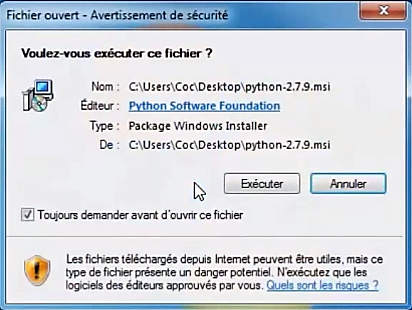 Fichier ouvert - Avertissement de sécurité
Voulez-vous exécuter ce fichier ?
Nom : C:\Users\Coc\Desktop\python-2.7.9.msi
Éditeur : Python Software Foundation
Type : Package Windows Installer
De : C:\Users\Coc\Desktop\python-2.7.9.msi
Exécuter Annuler
Toujours demander avant d'ouvrir ce fichier
Les fichiers téléchargés depuis Internet peuvent être utiles, mais ce
type de fichier présente un danger potentiel. N'exécutez que les
logiciels des éditeurs approuvés par vous. Quels sont les risques ?